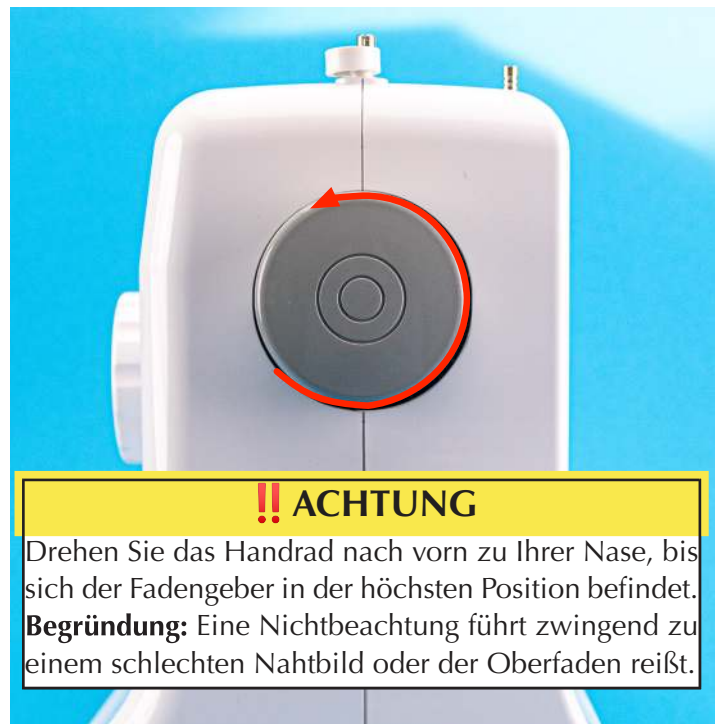 ‼ ACHTUNG
Drehen Sie das Handrad nach vorn zu Ihrer Nase, bis
sich der Fadengeber in der höchsten Position befindet.
Begründung: Eine Nichtbeachtung führt zwingend zu
einem schlechten Nahtbild oder der Oberfaden reißt.